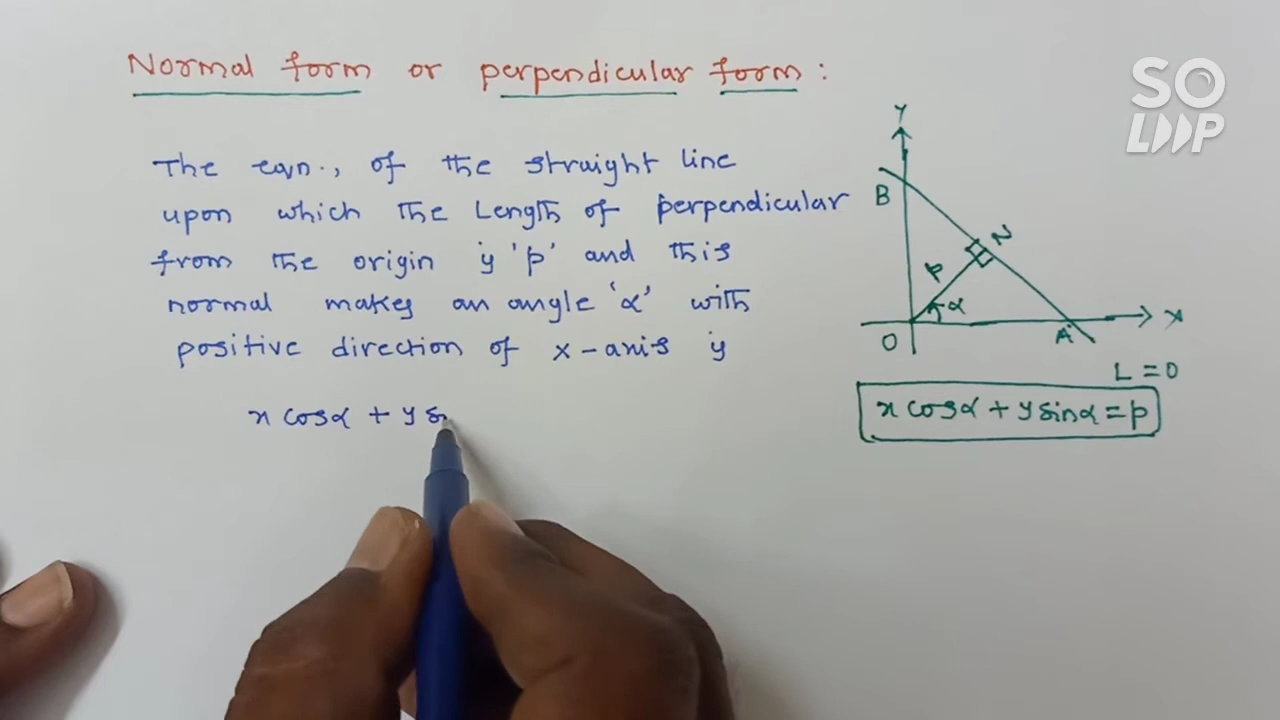 Normal form or perpendicular form :
The eqn., of the straight line
upon which the Length of perpendicular
from the origin is 'p' and this
normal makes an angle 'α' with
positive direction of x-axis is
x cosα + y si
Y
B
N
p
α
O
A
X
L = 0
x cosα + y sinα = p
SO
LOOP